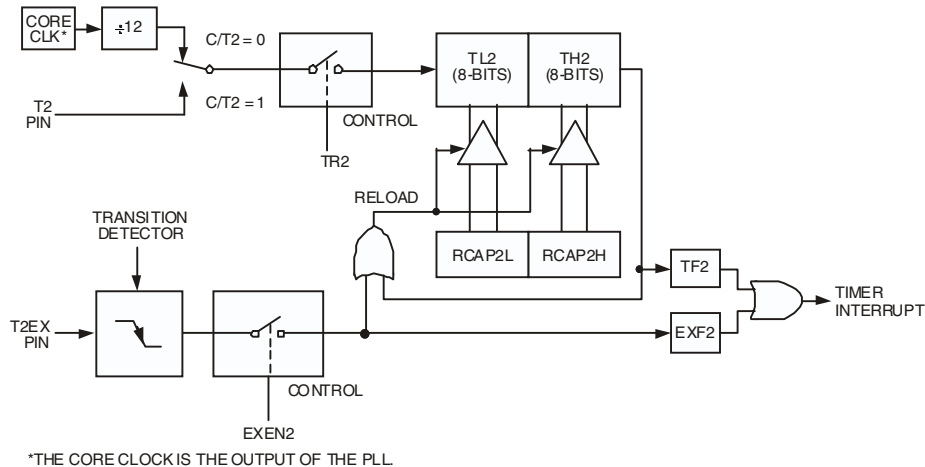 CORE
CLK*
÷12
C/T2 = 0
C/T2 = 1
T2
PIN
CONTROL
TR2
TL2
(8-BITS)
TH2
(8-BITS)
RELOAD
TRANSITION
DETECTOR
RCAP2L
RCAP2H
TF2
TIMER
INTERRUPT
T2EX
PIN
EXF2
CONTROL
EXEN2
*THE CORE CLOCK IS THE OUTPUT OF THE PLL.